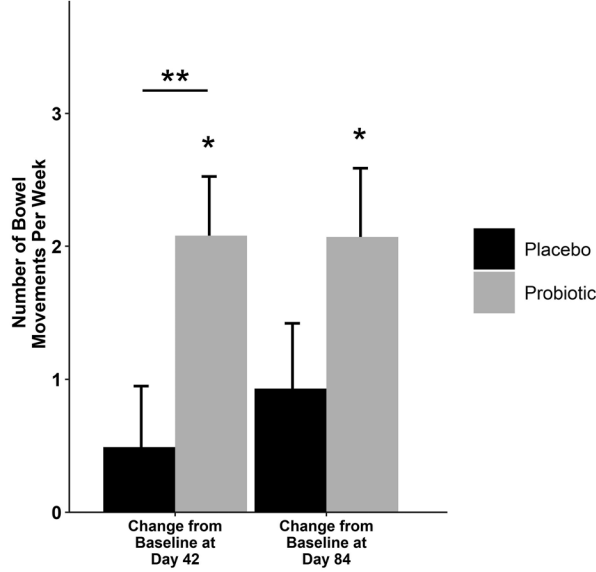 **
*
*
3
2
1
0
Number of Bowel
Movements Per Week
Placebo
Probiotic
Change from
Baseline at
Day 42
Change from
Baseline at
Day 84